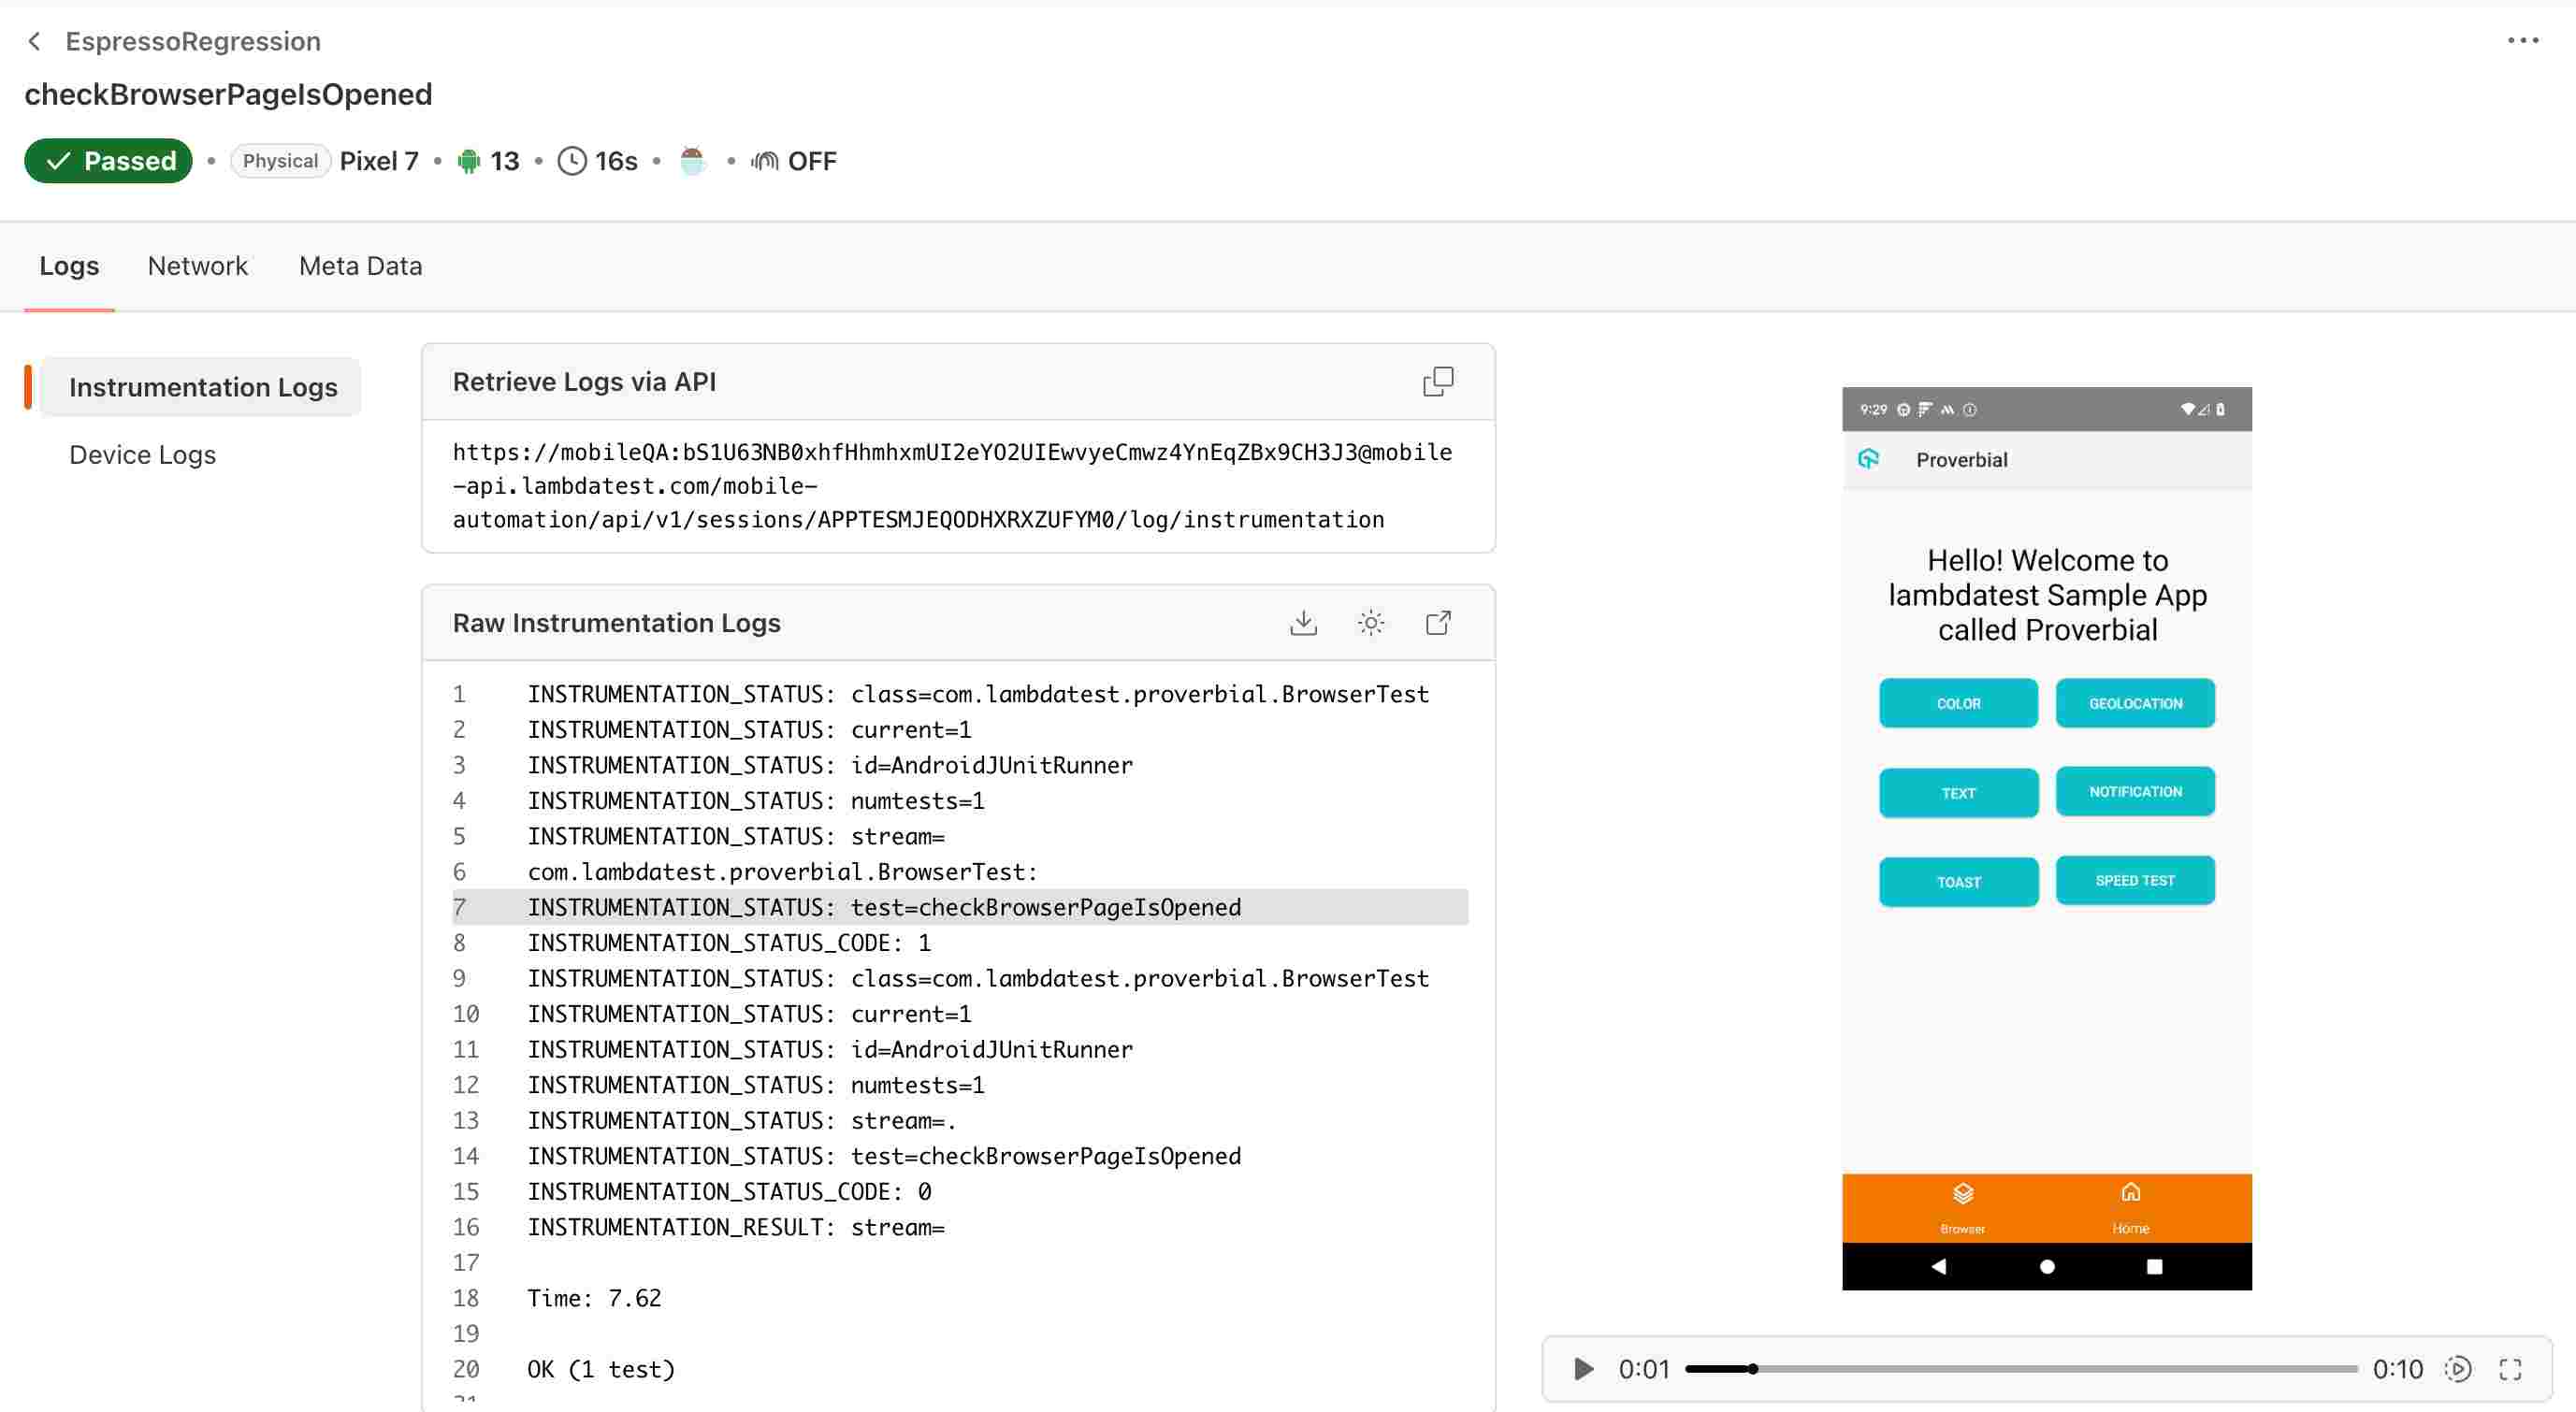 EspressoRegression
checkBrowserPageIsOpened
Passed • Physical Pixel 7 • 13 • 16s • • OFF
Logs Network Meta Data
Instrumentation Logs
Device Logs
Retrieve Logs via API
https://mobileQA:bS1U63NB0xhfHhmhxmUI2eYO2UIEwvyeCmwz4YnEqZBx9CH3J3@mobile
-api.lambdatest.com/mobile-
automation/api/v1/sessions/APPTESMJEQODHXRXZUFYM0/log/instrumentation
Raw Instrumentation Logs
1 INSTRUMENTATION_STATUS: class=com.lambdatest.proverbial.BrowserTest
2 INSTRUMENTATION_STATUS: current=1
3 INSTRUMENTATION_STATUS: id=AndroidJUnitRunner
4 INSTRUMENTATION_STATUS: numtests=1
5 INSTRUMENTATION_STATUS: stream=
6 com.lambdatest.proverbial.BrowserTest:
7 INSTRUMENTATION_STATUS: test=checkBrowserPageIsOpened
8 INSTRUMENTATION_STATUS_CODE: 1
9 INSTRUMENTATION_STATUS: class=com.lambdatest.proverbial.BrowserTest
10 INSTRUMENTATION_STATUS: current=1
11 INSTRUMENTATION_STATUS: id=AndroidJUnitRunner
12 INSTRUMENTATION_STATUS: numtests=1
13 INSTRUMENTATION_STATUS: stream=.
14 INSTRUMENTATION_STATUS: test=checkBrowserPageIsOpened
15 INSTRUMENTATION_STATUS_CODE: 0
16 INSTRUMENTATION_RESULT: stream=
17
18 Time: 7.62
19
20 OK (1 test)
9:29
Proverbial
Hello! Welcome to
lambdatest Sample App
called Proverbial
COLOR GEOLOCATION
TEXT NOTIFICATION
TOAST SPEED TEST
Browser Home
0:01 0:10